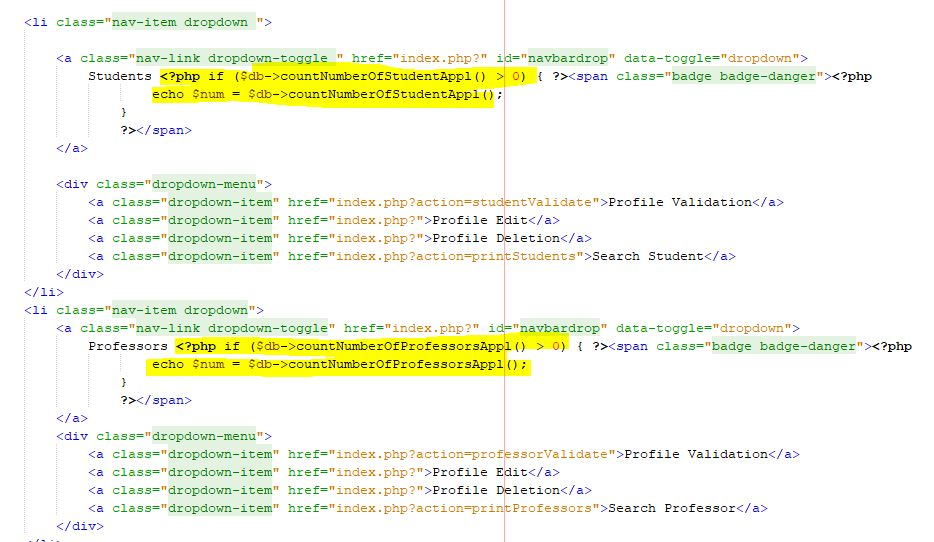 <li class="nav-item dropdown ">
<a class="nav-link dropdown-toggle " href="index.php?" id="navbardrop" data-toggle="dropdown">
Students <?php if ($db->countNumberOfStudentAppl() > 0) { ?><span class="badge badge-danger"><?php
echo $num = $db->countNumberOfStudentAppl();
}
?></span>
</a>
<div class="dropdown-menu">
<a class="dropdown-item" href="index.php?action=studentValidate">Profile Validation</a>
<a class="dropdown-item" href="index.php?">Profile Edit</a>
<a class="dropdown-item" href="index.php?">Profile Deletion</a>
<a class="dropdown-item" href="index.php?action=printStudents">Search Student</a>
</div>
</li>
<li class="nav-item dropdown">
<a class="nav-link dropdown-toggle" href="index.php?" id="navbardrop" data-toggle="dropdown">
Professors <?php if ($db->countNumberOfProfessorsAppl() > 0) { ?><span class="badge badge-danger"><?php
echo $num = $db->countNumberOfProfessorsAppl();
}
?></span>
</a>
<div class="dropdown-menu">
<a class="dropdown-item" href="index.php?action=professorValidate">Profile Validation</a>
<a class="dropdown-item" href="index.php?">Profile Edit</a>
<a class="dropdown-item" href="index.php?">Profile Deletion</a>
<a class="dropdown-item" href="index.php?action=printProfessors">Search Professor</a>
</div>